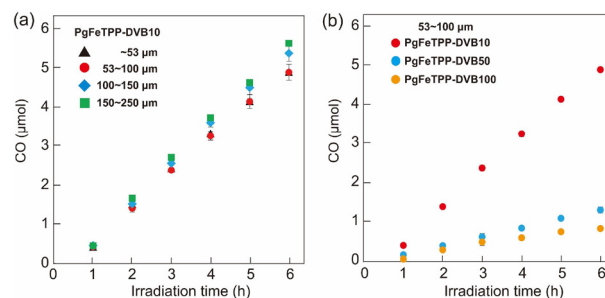 (a)
PgFeTPP-DVB10
~53 μm
53~100 μm
100~150 μm
150~250 μm
CO (μmol)
6
5
4
3
2
1
0
1 2 3 4 5 6
Irradiation time (h)
(b)
53~100 μm
PgFeTPP-DVB10
PgFeTPP-DVB50
PgFeTPP-DVB100
CO (μmol)
6
5
4
3
2
1
0
1 2 3 4 5 6
Irradiation time (h)